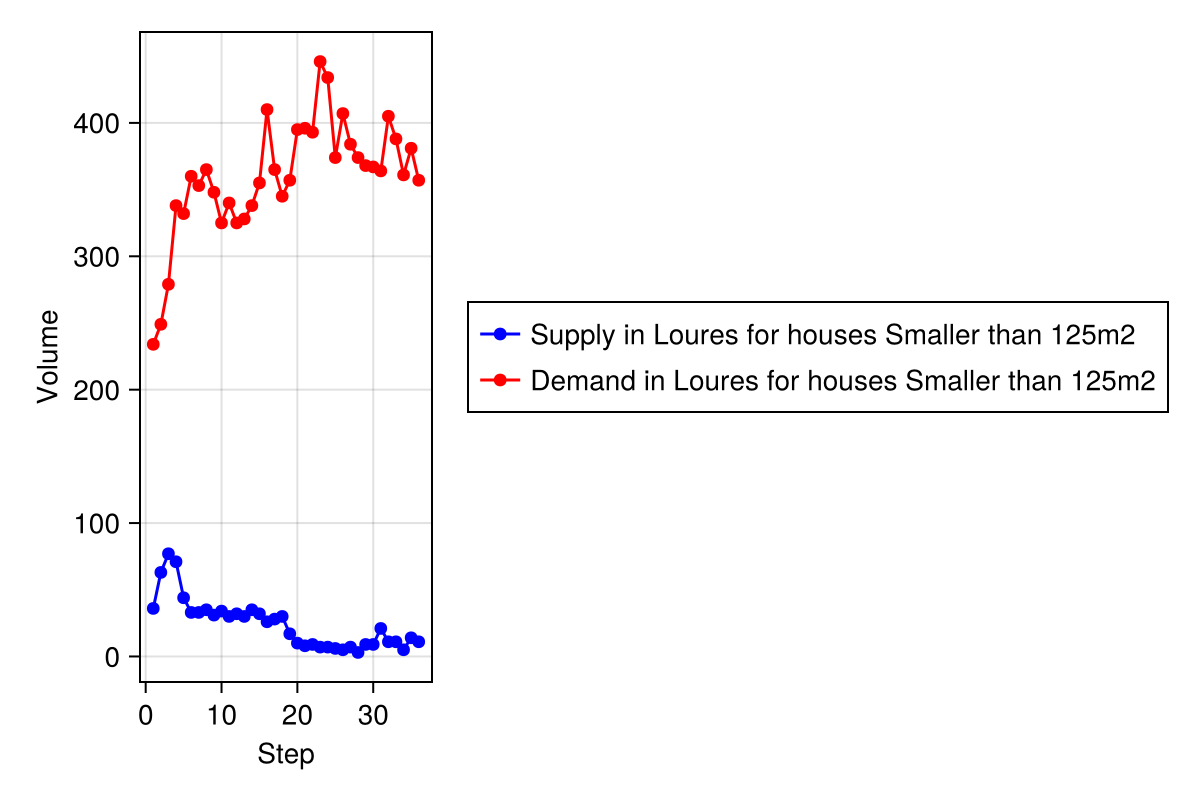 400
300
200
100
0
Volume
0 10 20 30
Step
Supply in Loures for houses Smaller than 125m2
Demand in Loures for houses Smaller than 125m2